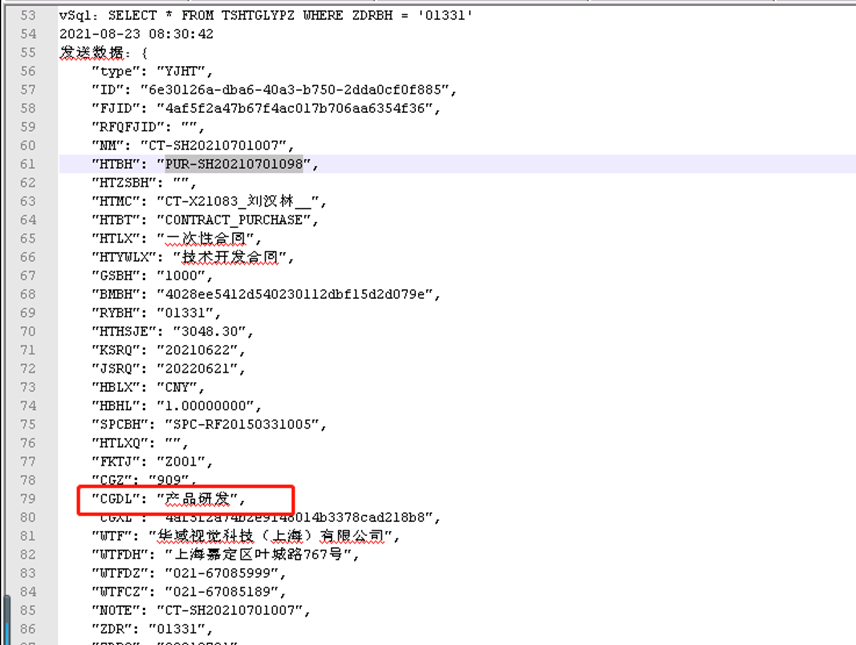 53 vSql: SELECT * FROM TSHTGLYPZ WHERE ZDRBH = '01331'
54 2021-08-23 08:30:42
55 发送数据: {
56 "type": "YJHT",
57 "ID": "6e30126a-dba6-40a3-b750-2dda0cf0f885",
58 "FJID": "4af5f2a47b67f4ac017b706aa6354f36",
59 "RFQFJID": "",
60 "NM": "CT-SH20210701007",
61 "HTBH": "PUR-SH20210701098",
62 "HTZSBH": "",
63 "HTMC": "CT-X21083_刘汉林__",
64 "HTBT": "CONTRACT_PURCHASE",
65 "HTLX": "一次性合同",
66 "HTYWLX": "技术开发合同",
67 "GSBH": "1000",
68 "BMBH": "4028ee5412d540230112dbf15d2d079e",
69 "RYBH": "01331",
70 "HTHSJE": "3048.30",
71 "KSRQ": "20210622",
72 "JSRQ": "20220621",
73 "HBLX": "CNY",
74 "HBHL": "1.00000000",
75 "SPCBH": "SPC-RF20150331005",
76 "HTLXQ": "",
77 "FKTJ": "Z001",
78 "CGZ": "909",
79 "CGDL": "产品研发",
80 "CGXL": "4af5f2a74b2e9148014b3378cad218b8",
81 "WTF": "华域视觉科技（上海）有限公司",
82 "WTFDH": "上海嘉定区叶城路767号",
83 "WTFDZ": "021-67085999",
84 "WTFCZ": "021-67085189",
85 "NOTE": "CT-SH20210701007",
86 "ZDR": "01331",